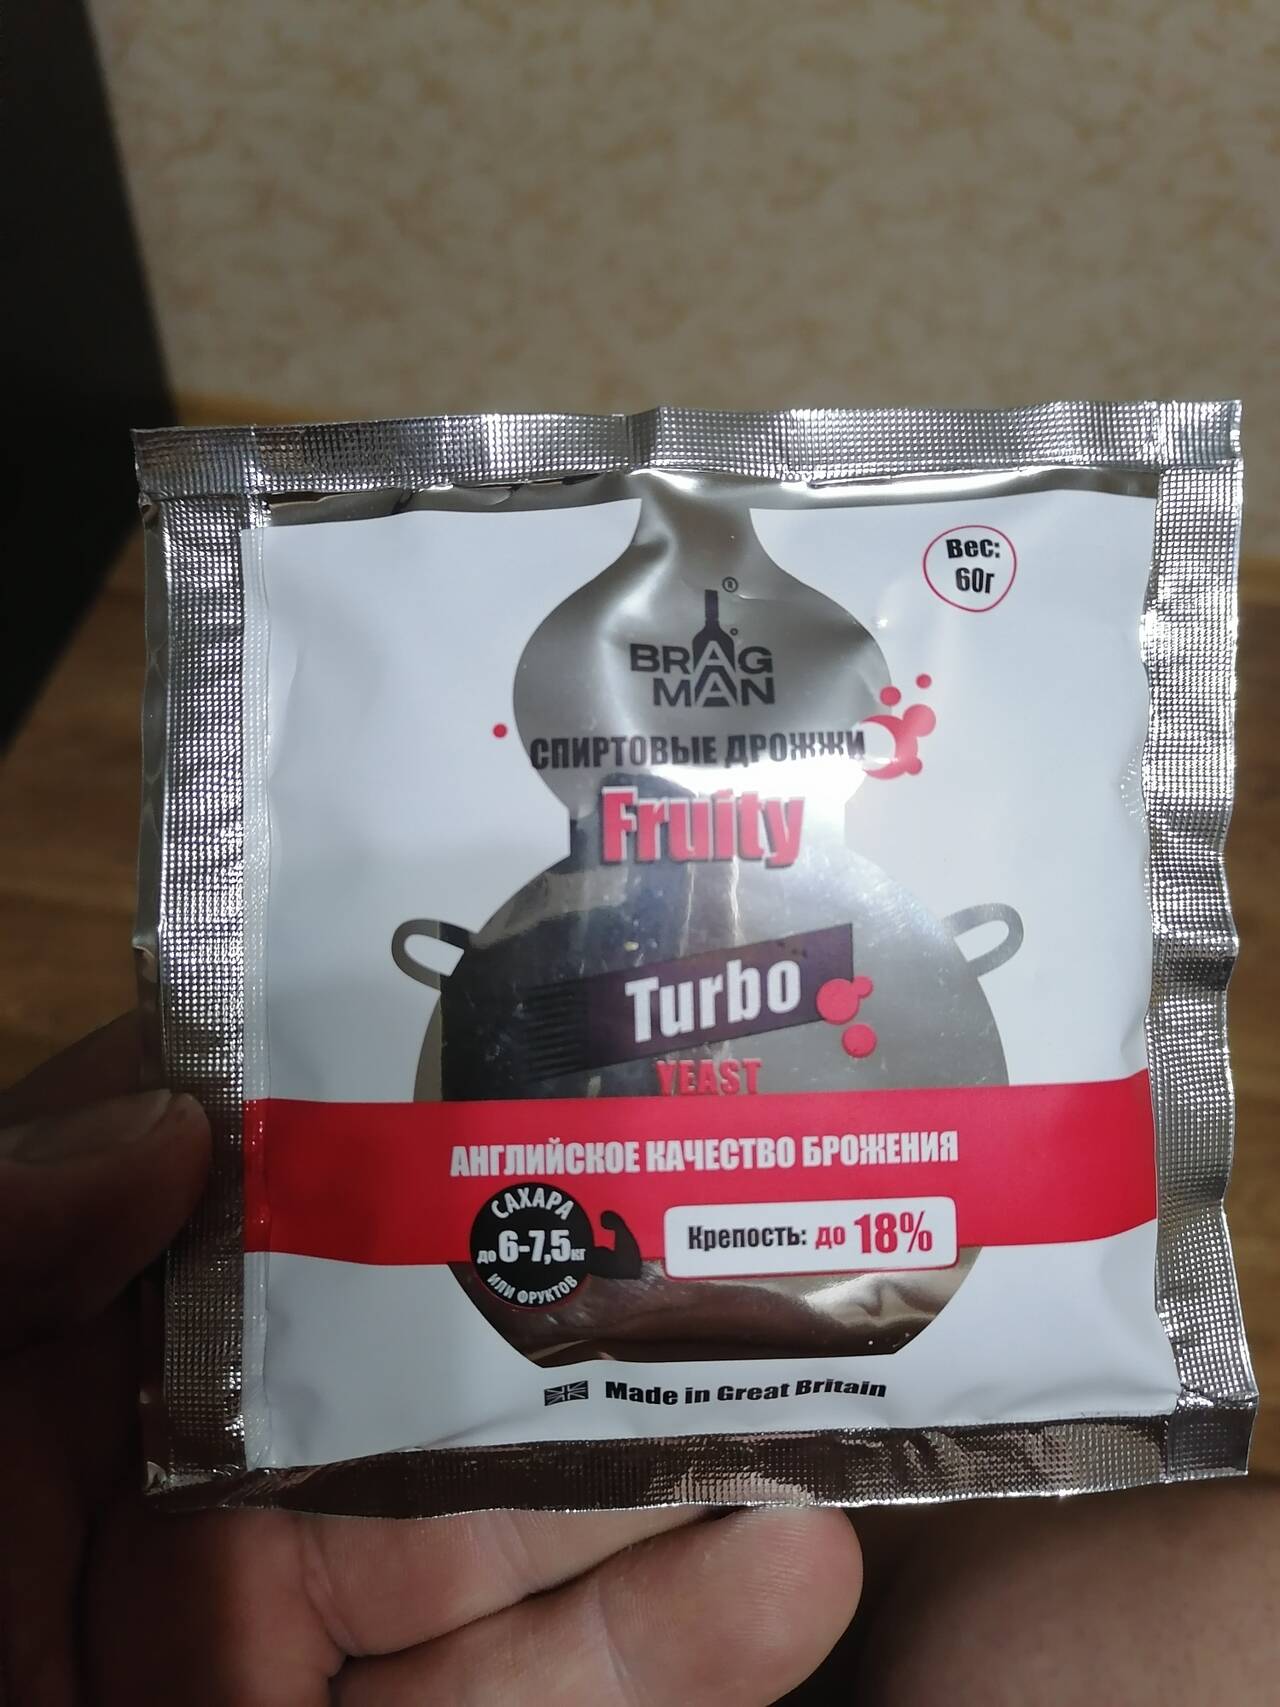 Вес:
60г
®
BRAG
MAN
СПИРТОВЫЕ ДРОЖЖИ
Fruity
Turbo
YEAST
АНГЛИЙСКОЕ КАЧЕСТВО БРОЖЕНИЯ
САХАРА
до 6-7,5кг
ИЛИ ФРУКТОВ
Крепость: до 18%
Made in Great Britain